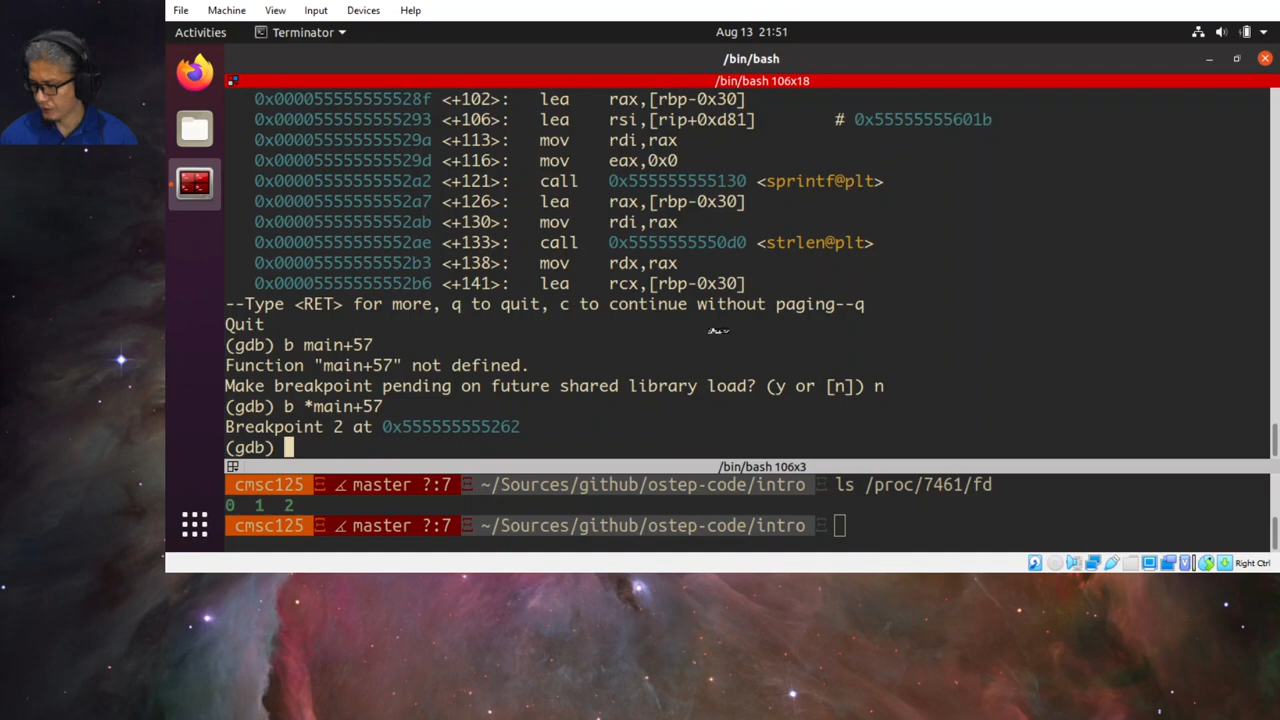 File Machine View Input Devices Help
Activities Terminator Aug 13 21:51
/bin/bash
/bin/bash 106x18
0x000055555555528f <+102>: lea rax,[rbp-0x30]
0x0000555555555293 <+106>: lea rsi,[rip+0xd81] # 0x55555555601b
0x000055555555529a <+113>: mov rdi,rax
0x000055555555529d <+116>: mov eax,0x0
0x00005555555552a2 <+121>: call 0x555555555130 <sprintf@plt>
0x00005555555552a7 <+126>: lea rax,[rbp-0x30]
0x00005555555552ab <+130>: mov rdi,rax
0x00005555555552ae <+133>: call 0x5555555550d0 <strlen@plt>
0x00005555555552b3 <+138>: mov rdx,rax
0x00005555555552b6 <+141>: lea rcx,[rbp-0x30]
--Type <RET> for more, q to quit, c to continue without paging--q
Quit
(gdb) b main+57
Function "main+57" not defined.
Make breakpoint pending on future shared library load? (y or [n]) n
(gdb) b *main+57
Breakpoint 2 at 0x555555555262
(gdb)
/bin/bash 106x3
cmsc125 master ?:7 ~/Sources/github/ostep-code/intro ls /proc/7461/fd
0 1 2
cmsc125 master ?:7 ~/Sources/github/ostep-code/intro
Right Ctrl